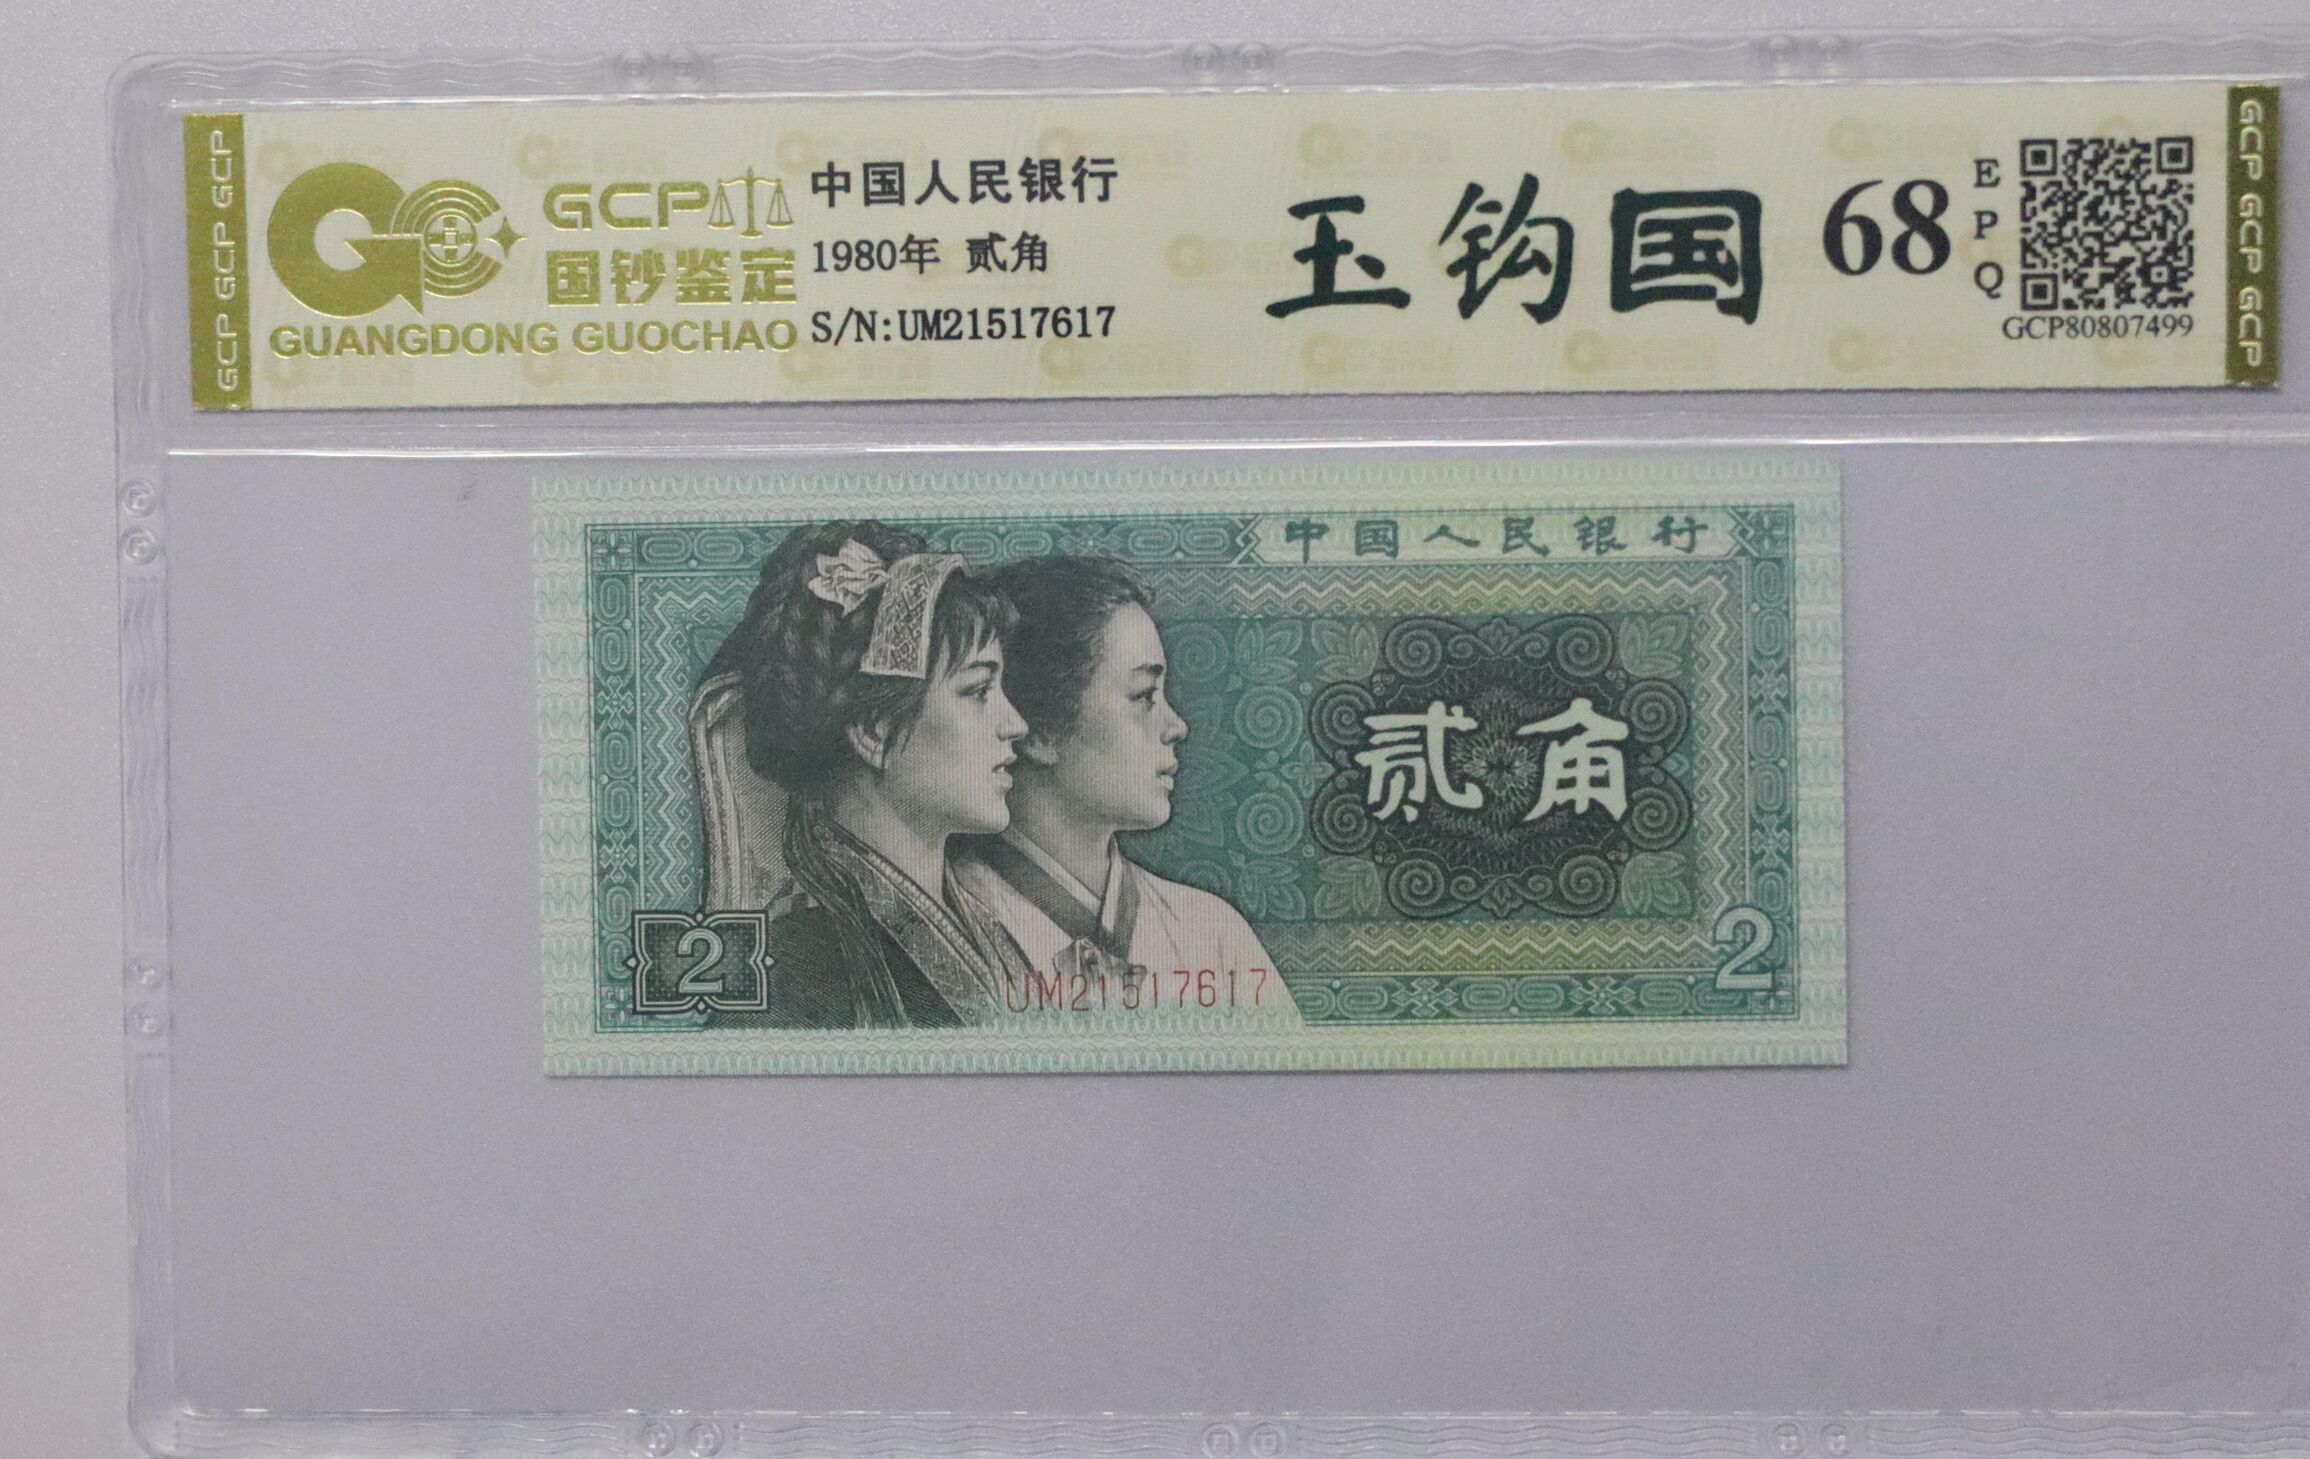 GCP GCP GCP
GCP
国钞鉴定
GUANGDONG GUOCHAO
中国人民银行
1980年 贰角
S/N:UM21517617
玉钩国
68
EPQ
GCP80807499
GCP GCP GCP
中国人民银行
贰角
2
UM21517617
2